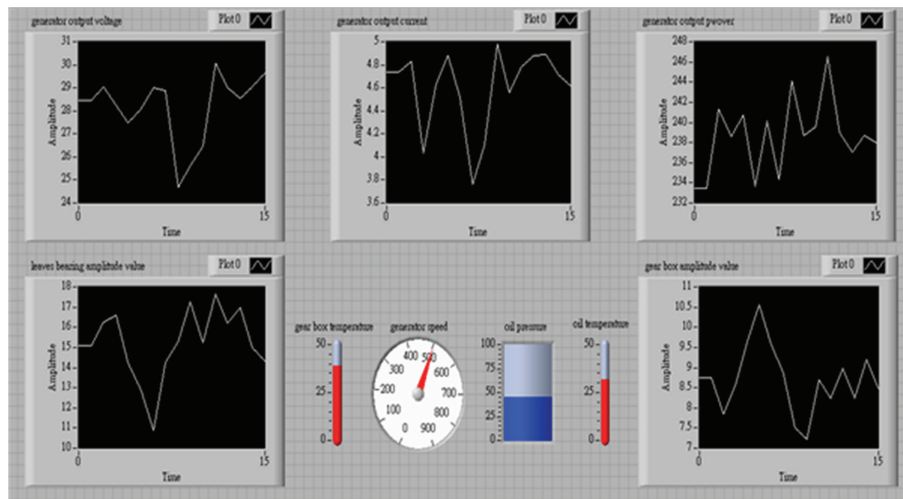 generator output voltage Plot 0
31
30
29
28
27
26
25
24
Amplitude
0 15
Time
generator output current Plot 0
5
4.8
4.6
4.4
4.2
4
3.8
3.6
Amplitude
0 15
Time
generator output pwover Plot 0
248
246
244
242
240
238
236
234
232
Amplitude
0 15
Time
leaves bearing amplitude value Plot 0
18
17
16
15
14
13
12
11
10
Amplitude
0 15
Time
gear box temperature
50
25
0
generator speed
0 100 200 300 400 500 600 700 800 900
oil pressure
100
75
50
25
0
oil temperature
50
25
0
gear box amplitude value Plot 0
11
10
9.5
9
8.5
8
7.5
7
Amplitude
0 15
Time